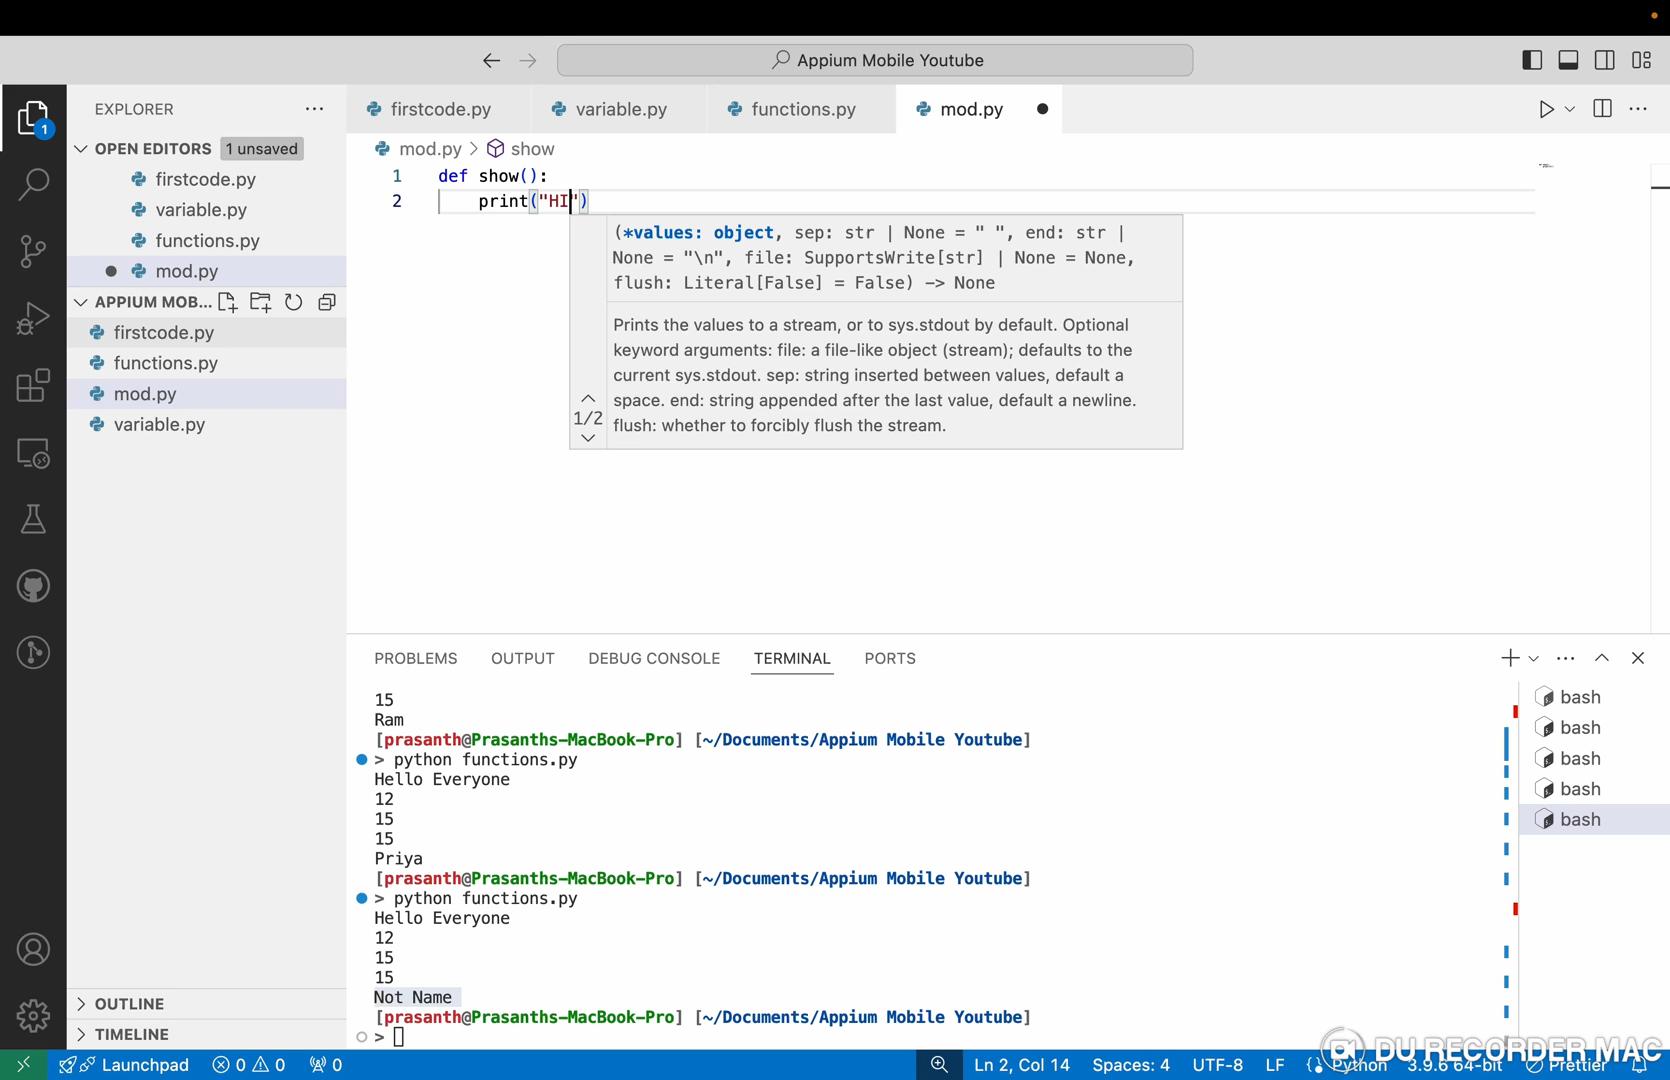 Appium Mobile Youtube
EXPLORER
firstcode.py
variable.py
functions.py
mod.py
OPEN EDITORS 1 unsaved
firstcode.py
variable.py
functions.py
mod.py
APPIUM MOB...
firstcode.py
functions.py
mod.py
variable.py
OUTLINE
TIMELINE
mod.py > show
1 def show():
2 print("HI")
(*values: object, sep: str | None = " ", end: str |
None = "\n", file: SupportsWrite[str] | None = None,
flush: Literal[False] = False) -> None
Prints the values to a stream, or to sys.stdout by default. Optional
keyword arguments: file: a file-like object (stream); defaults to the
current sys.stdout. sep: string inserted between values, default a
space. end: string appended after the last value, default a newline.
flush: whether to forcibly flush the stream.
1/2
PROBLEMS OUTPUT DEBUG CONSOLE TERMINAL PORTS
15
Ram
[prasanth@Prasanths-MacBook-Pro] [~/Documents/Appium Mobile Youtube]
> python functions.py
Hello Everyone
12
15
15
Priya
[prasanth@Prasanths-MacBook-Pro] [~/Documents/Appium Mobile Youtube]
> python functions.py
Hello Everyone
12
15
15
Not Name
[prasanth@Prasanths-MacBook-Pro] [~/Documents/Appium Mobile Youtube]
>
bash
bash
bash
bash
bash
1
Launchpad 0 0 0 Ln 2, Col 14 Spaces: 4 UTF-8 LF Python 3.9.6 64-bit Prettier
DU RECORDER MAC